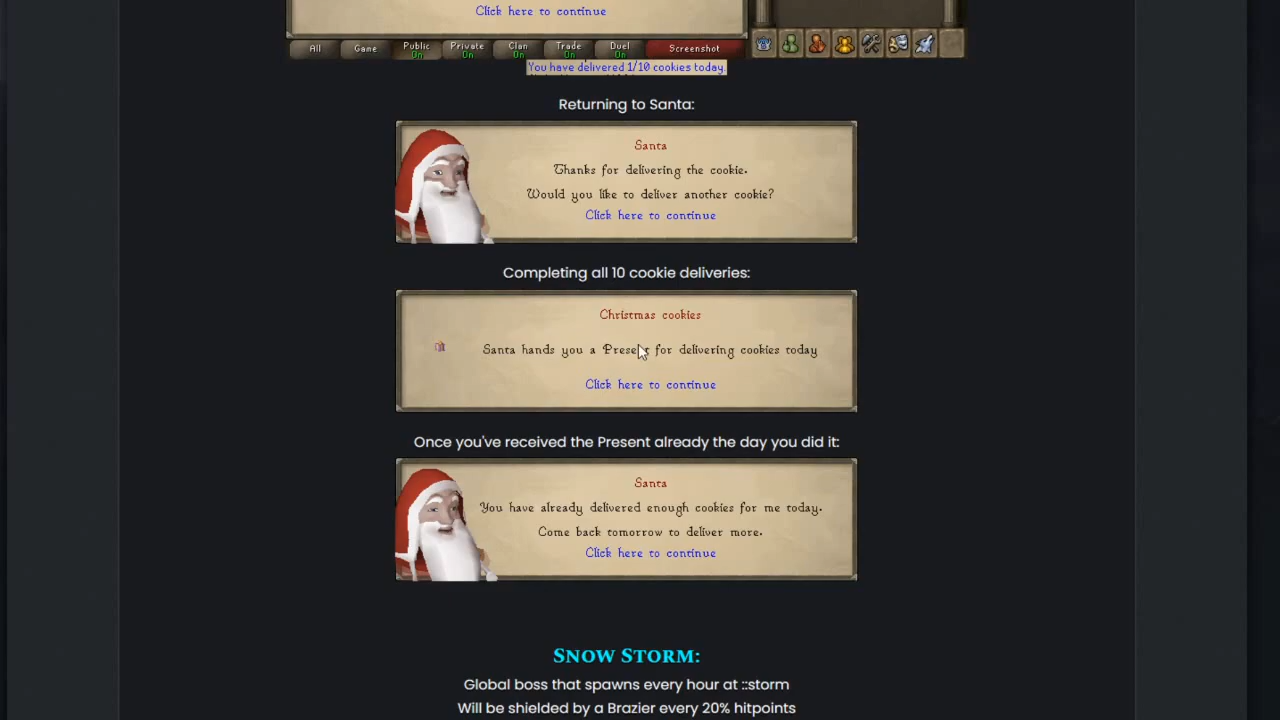 Click here to continue
All Game Public On Private On Clan On Trade On Duel On Screenshot
You have delivered 1/10 cookies today.
Returning to Santa:
Santa
Thanks for delivering the cookie.
Would you like to deliver another cookie?
Click here to continue
Completing all 10 cookie deliveries:
Christmas cookies
Santa hands you a Present for delivering cookies today
Click here to continue
Once you've received the Present already the day you did it:
Santa
You have already delivered enough cookies for me today.
Come back tomorrow to deliver more.
Click here to continue
SNOW STORM:
Global boss that spawns every hour at ::storm
Will be shielded by a Brazier every 20% hitpoints